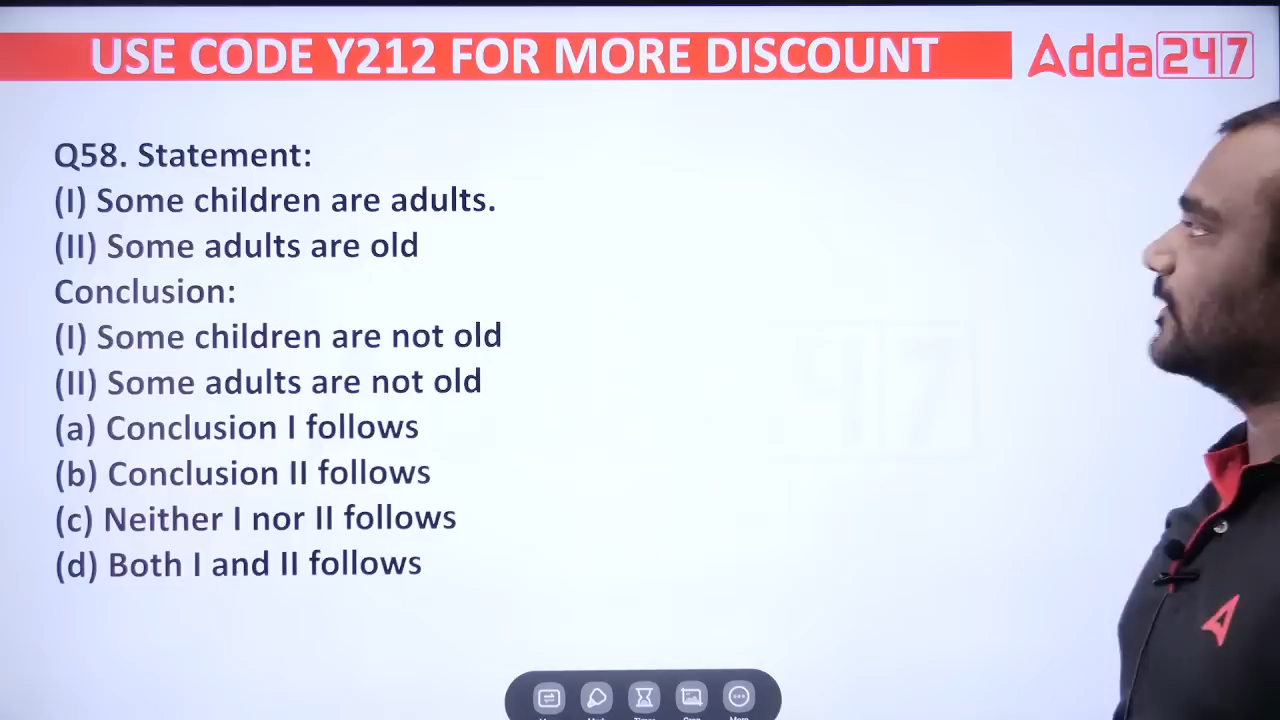 USE CODE Y212 FOR MORE DISCOUNT
Adda247
Q58. Statement:
(I) Some children are adults.
(II) Some adults are old
Conclusion:
(I) Some children are not old
(II) Some adults are not old
(a) Conclusion I follows
(b) Conclusion II follows
(c) Neither I nor II follows
(d) Both I and II follows